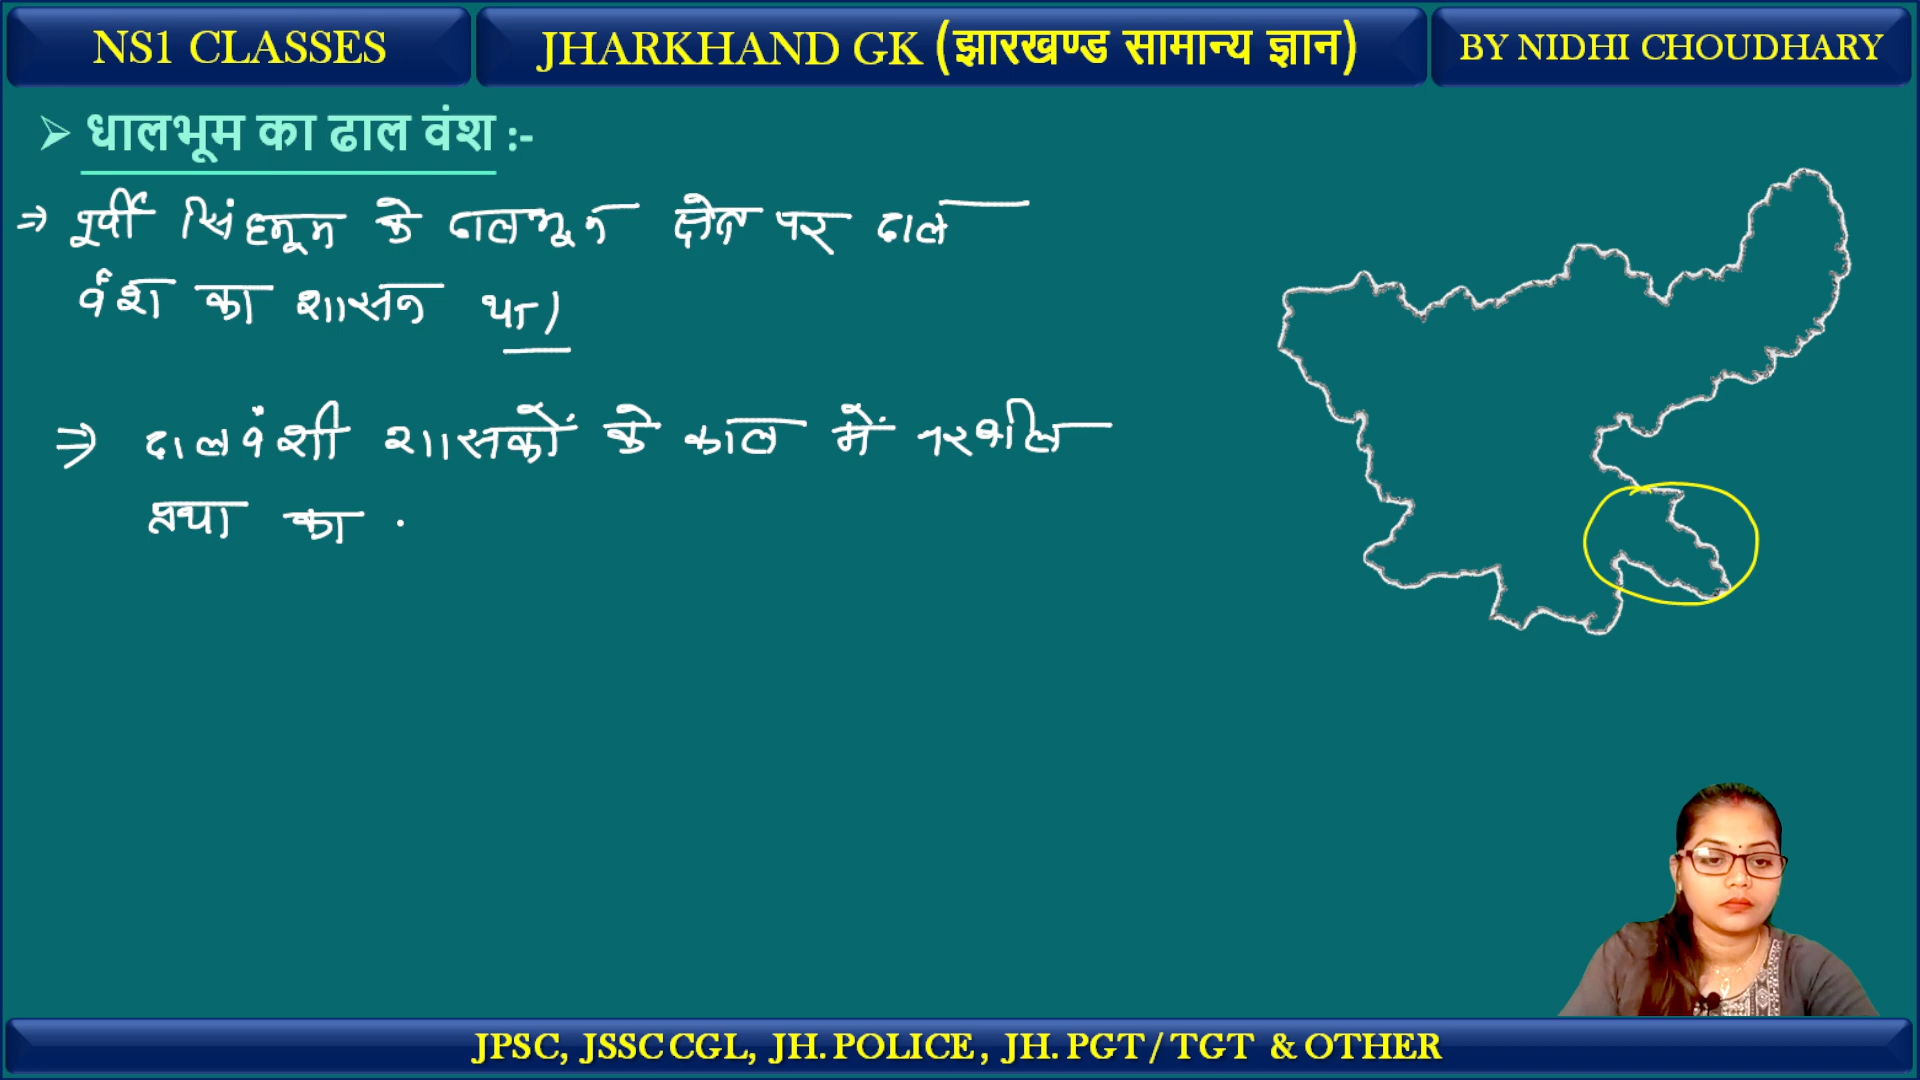 NS1 CLASSES
JHARKHAND GK (झारखण्ड सामान्य ज्ञान)
BY NIDHI CHOUDHARY
➢ धालभूम का ढाल वंश :-
⇒ पूर्वी सिंहभूम के ढालभूम क्षेत्र पर ढाल
वंश का शासन था।
⇒ ढालवंशी शासकों के काल में नरबलि
प्रथा का
JPSC, JSSC CGL, JH. POLICE, JH. PGT / TGT & OTHER